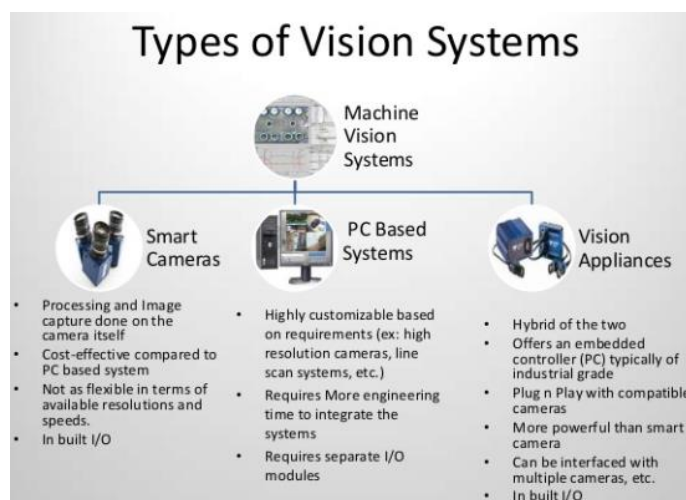 Types of Vision Systems
Machine
Vision
Systems
Smart
Cameras
PC Based
Systems
Vision
Appliances
• Processing and Image
capture done on the
camera itself
• Cost-effective compared to
PC based system
• Not as flexible in terms of
available resolutions and
speeds.
• In built I/O
• Highly customizable based
on requirements (ex: high
resolution cameras, line
scan systems, etc.)
• Requires More engineering
time to integrate the
systems
• Requires separate I/O
modules
• Hybrid of the two
• Offers an embedded
controller (PC) typically of
industrial grade
• Plug n Play with compatible
cameras
• More powerful than smart
camera
• Can be interfaced with
multiple cameras, etc.
• In built I/O